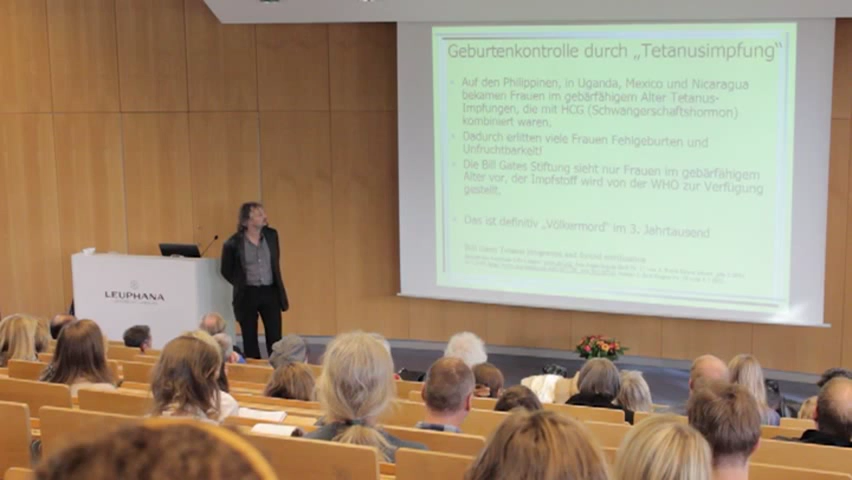 Geburtenkontrolle durch „Tetanusimpfung“
Auf den Philippinen, in Uganda, Mexico und Nicaragua
bekamen Frauen im gebärfähigem Alter Tetanus-
Impfungen, die mit HCG (Schwangerschaftshormon)
kombiniert waren.
Dadurch erlitten viele Frauen Fehlgeburten und
Unfruchtbarkeit!
Die Bill Gates Stiftung sieht nur Frauen im gebärfähigem
Alter vor, der Impfstoff wird von der WHO zur Verfügung
gestellt.
Das ist definitiv „Völkermord“ im 3. Jahrtausend
LEUPHANA